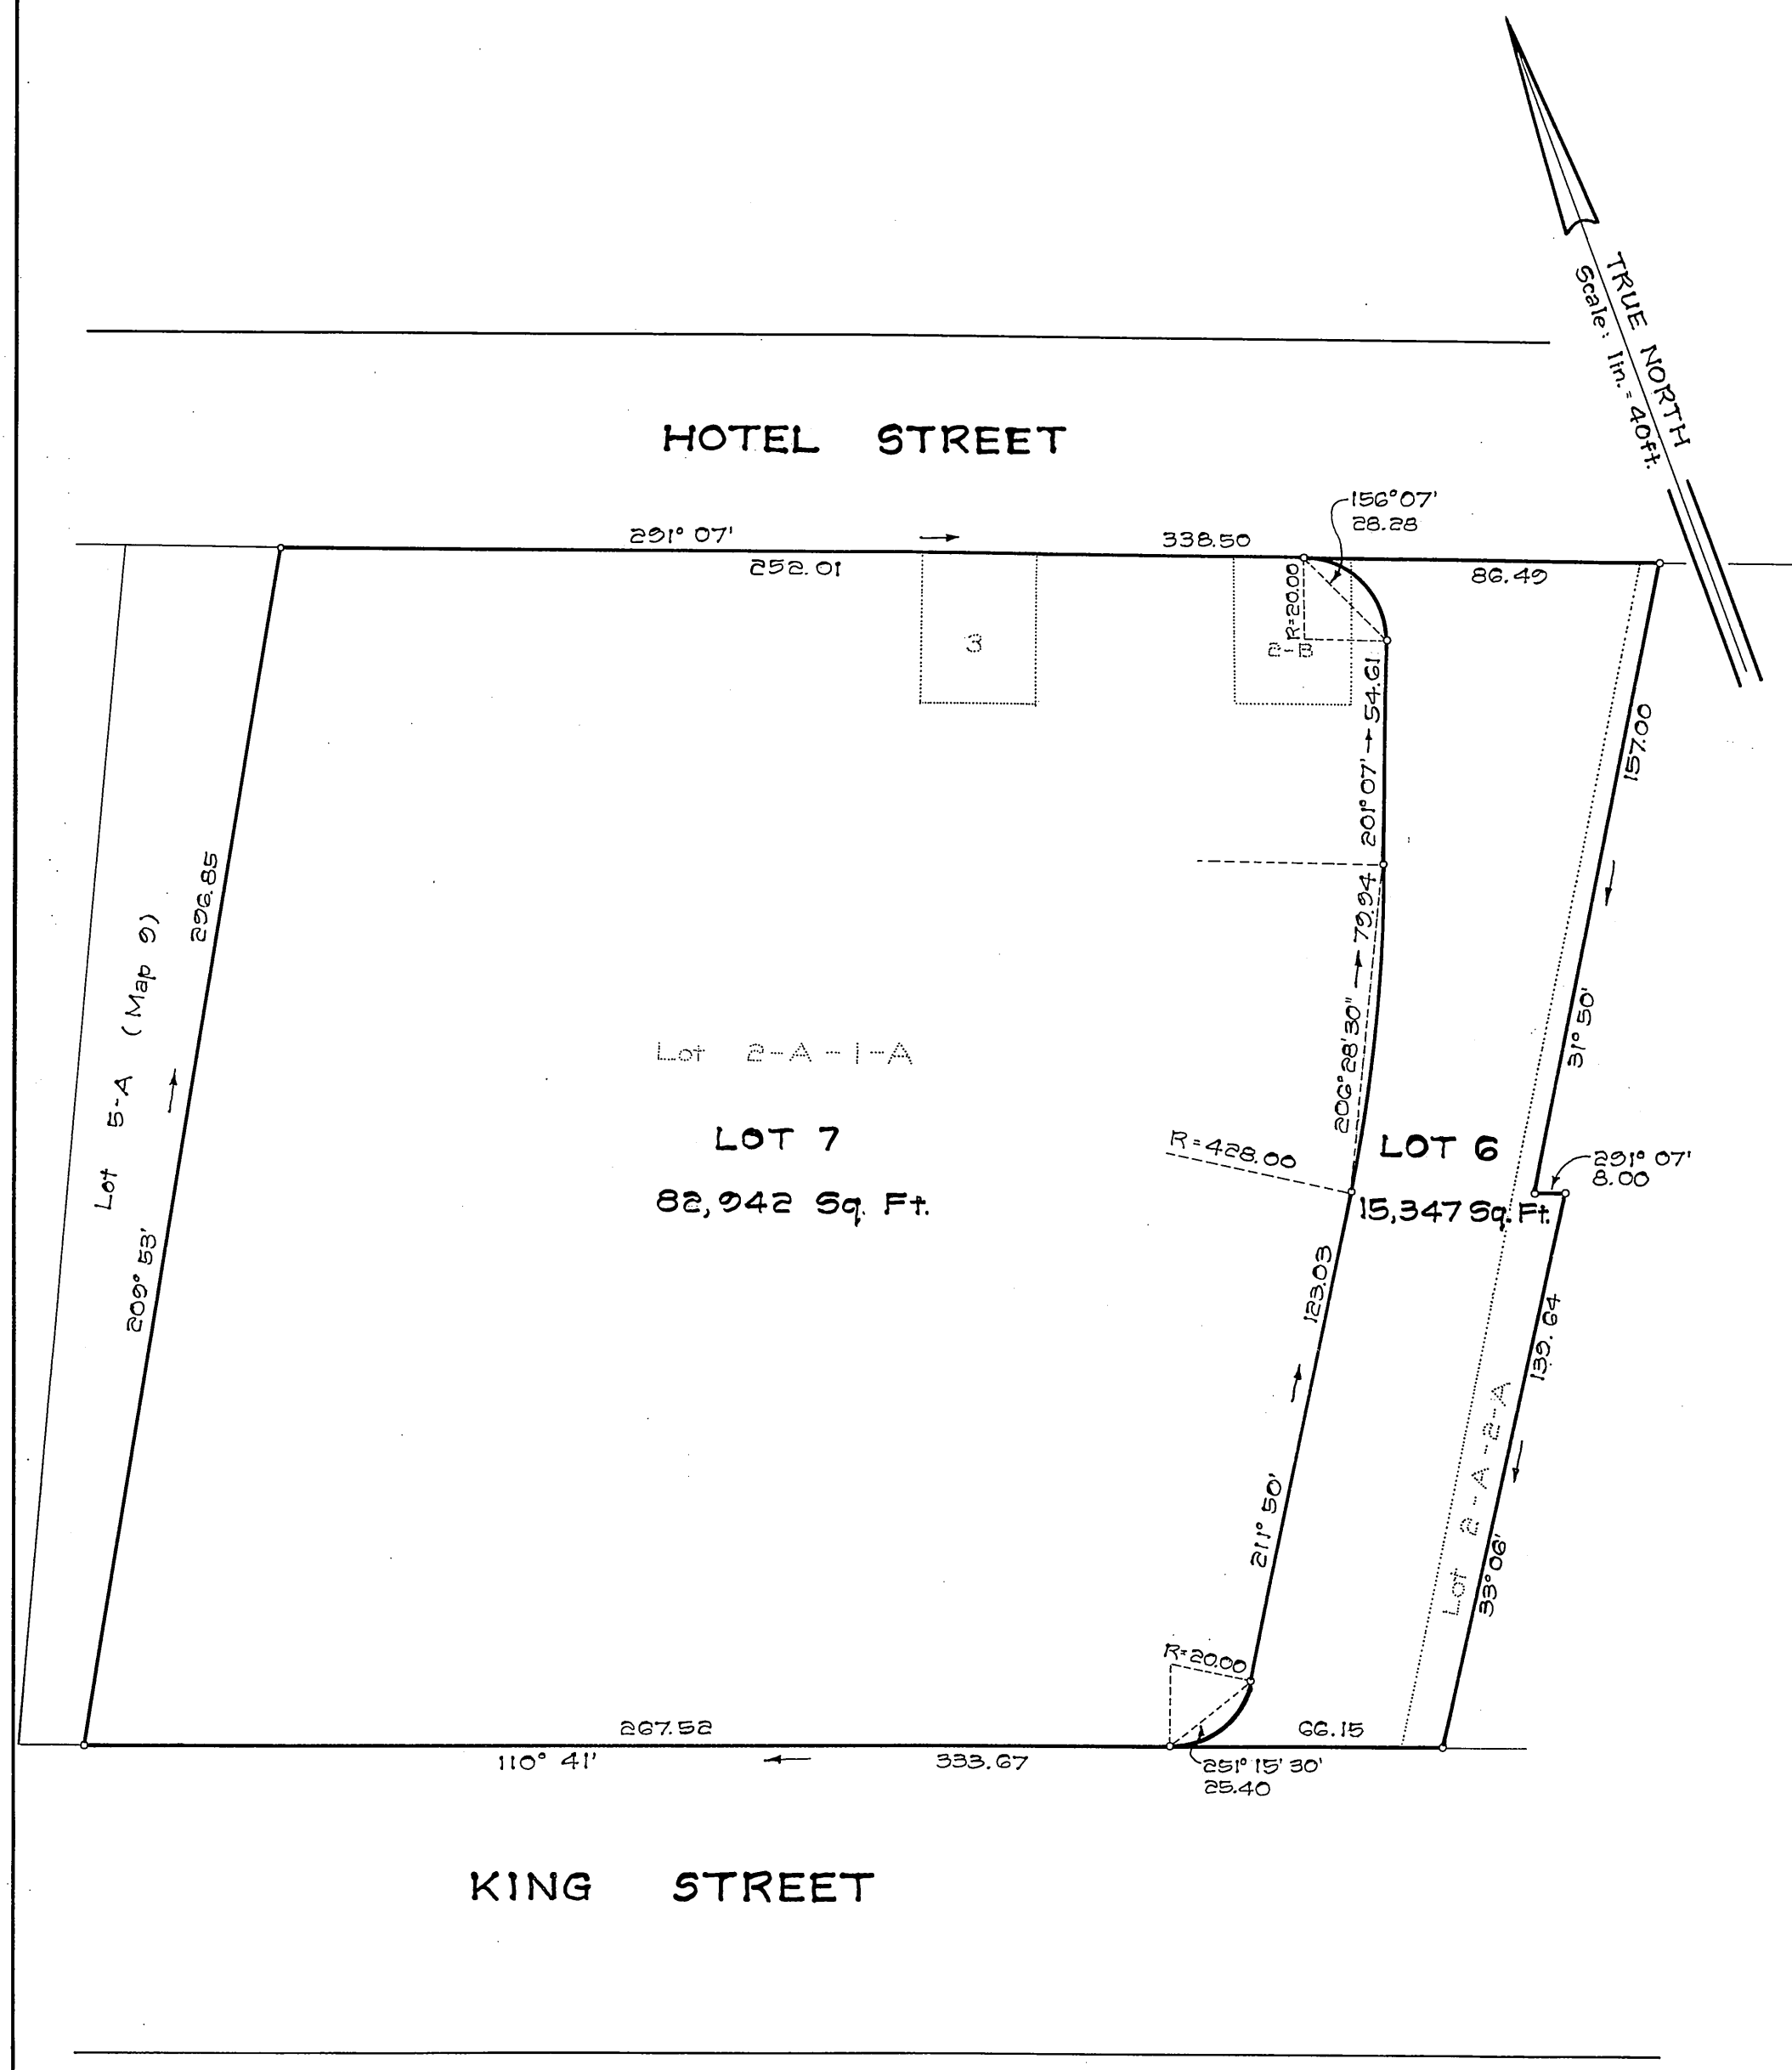 TRUE NORTH
Scale: 1in. = 40ft.
HOTEL STREET
156°07'
28.28
291° 07'
338.50
252.01
86.49
R=20.00
3
2-B
201°07' → 54.61
157.00
296.85
Lot 5-A (Map 9)
209° 53'
206°28'30" → 79.94
31° 50'
Lot 2-A-1-A
LOT 7
82,942 Sq. Ft.
R=428.00
LOT 6
15,347 Sq. Ft.
291° 07'
8.00
123.03
211° 50'
139.64
33°06'
Lot 2-A-2-A
R=20.00
267.52
66.15
110° 41'
333.67
251° 15' 30'
25.40
KING STREET